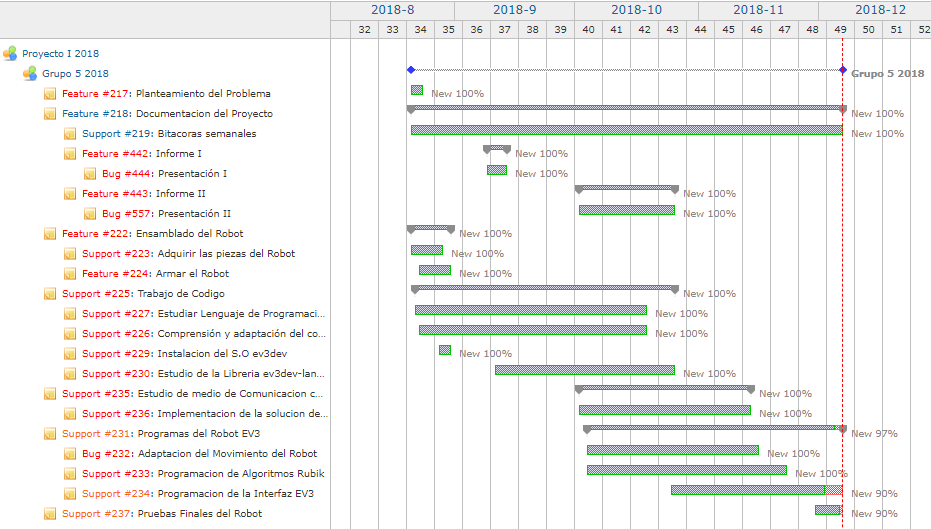 2018-8 2018-9 2018-10 2018-11 2018-12
32 33 34 35 36 37 38 39 40 41 42 43 44 45 46 47 48 49 50 51 52
Proyecto I 2018
Grupo 5 2018 Grupo 5 2018
Feature #217: Planteamiento del Problema New 100%
Feature #218: Documentacion del Proyecto New 100%
Support #219: Bitacoras semanales New 100%
Feature #442: Informe I New 100%
Bug #444: Presentación I New 100%
Feature #443: Informe II New 100%
Bug #557: Presentación II New 100%
Feature #222: Ensamblado del Robot New 100%
Support #223: Adquirir las piezas del Robot New 100%
Feature #224: Armar el Robot New 100%
Support #225: Trabajo de Codigo New 100%
Support #227: Estudiar Lenguaje de Programaci... New 100%
Support #226: Comprensión y adaptación del co... New 100%
Support #229: Instalacion del S.O ev3dev New 100%
Support #230: Estudio de la Libreria ev3dev-lan... New 100%
Support #235: Estudio de medio de Comunicacion c... New 100%
Support #236: Implementacion de la solucion de... New 100%
Support #231: Programas del Robot EV3 New 97%
Bug #232: Adaptacion del Movimiento del Robot New 100%
Support #233: Programacion de Algoritmos Rubik New 100%
Support #234: Programacion de la Interfaz EV3 New 90%
Support #237: Pruebas Finales del Robot New 90%